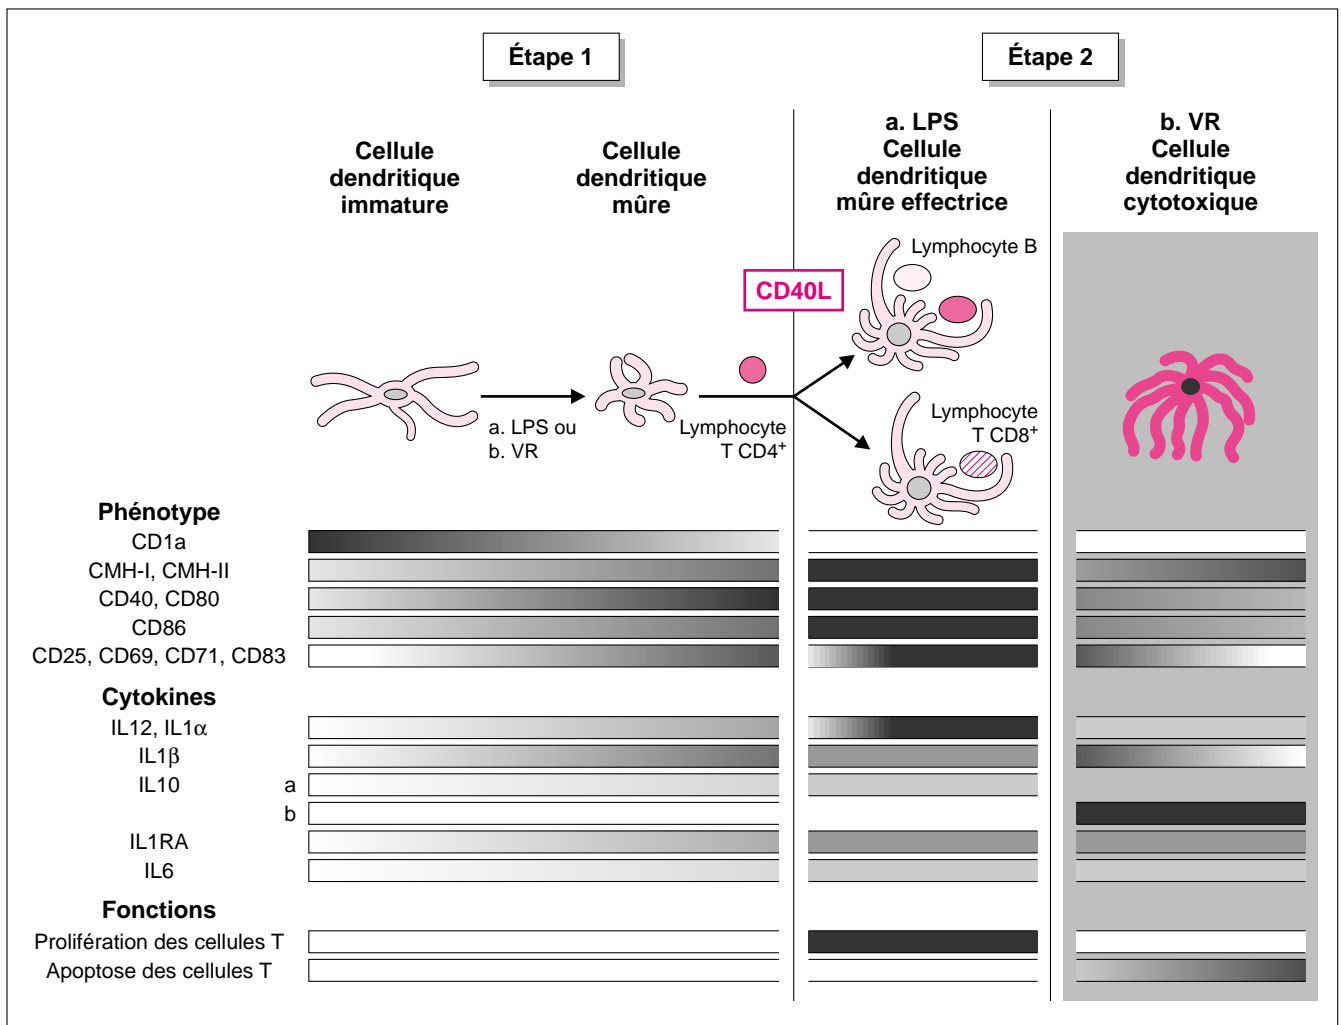 Étape 1
Étape 2
Cellule
dendritique
immature
Cellule
dendritique
mûre
a. LPS
Cellule
dendritique
mûre effectrice
b. VR
Cellule
dendritique
cytotoxique
Lymphocyte B
CD40L
a. LPS ou
b. VR
Lymphocyte
T CD4+
Lymphocyte
T CD8+
Phénotype
CD1a
CMH-I, CMH-II
CD40, CD80
CD86
CD25, CD69, CD71, CD83
Cytokines
IL12, IL1α
IL1β
IL10 a
b
IL1RA
IL6
Fonctions
Prolifération des cellules T
Apoptose des cellules T